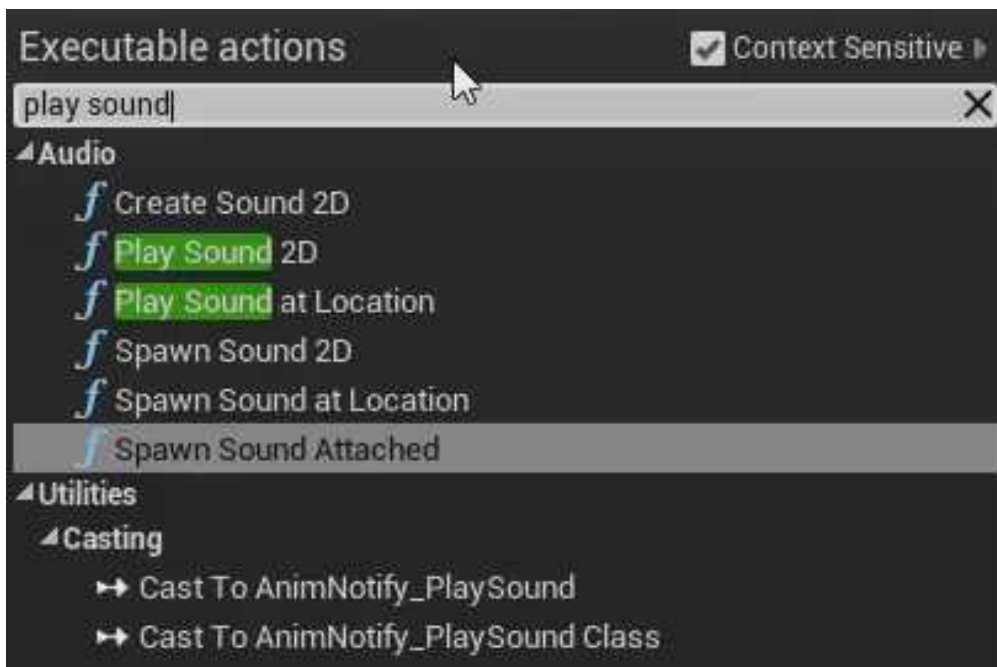 Executable actions
Context Sensitive
play sound
Audio
Create Sound 2D
Play Sound 2D
Play Sound at Location
Spawn Sound 2D
Spawn Sound at Location
Spawn Sound Attached
Utilities
Casting
Cast To AnimNotify_PlaySound
Cast To AnimNotify_PlaySound Class